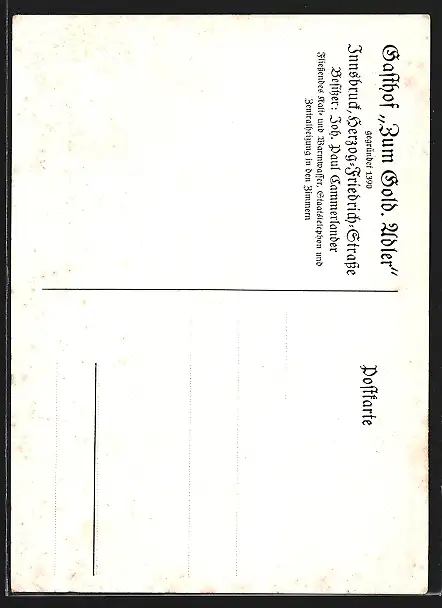 Gasthof „Zum Gold. Adler“
gegründet 1390
Innsbruck, Herzog-Friedrich-Straße
Besitzer: Joh. Paul Cammerlander
Fließendes Kalt- und Warmwasser, Staatstelephon und
Zentralheizung in den Zimmern
Postkarte